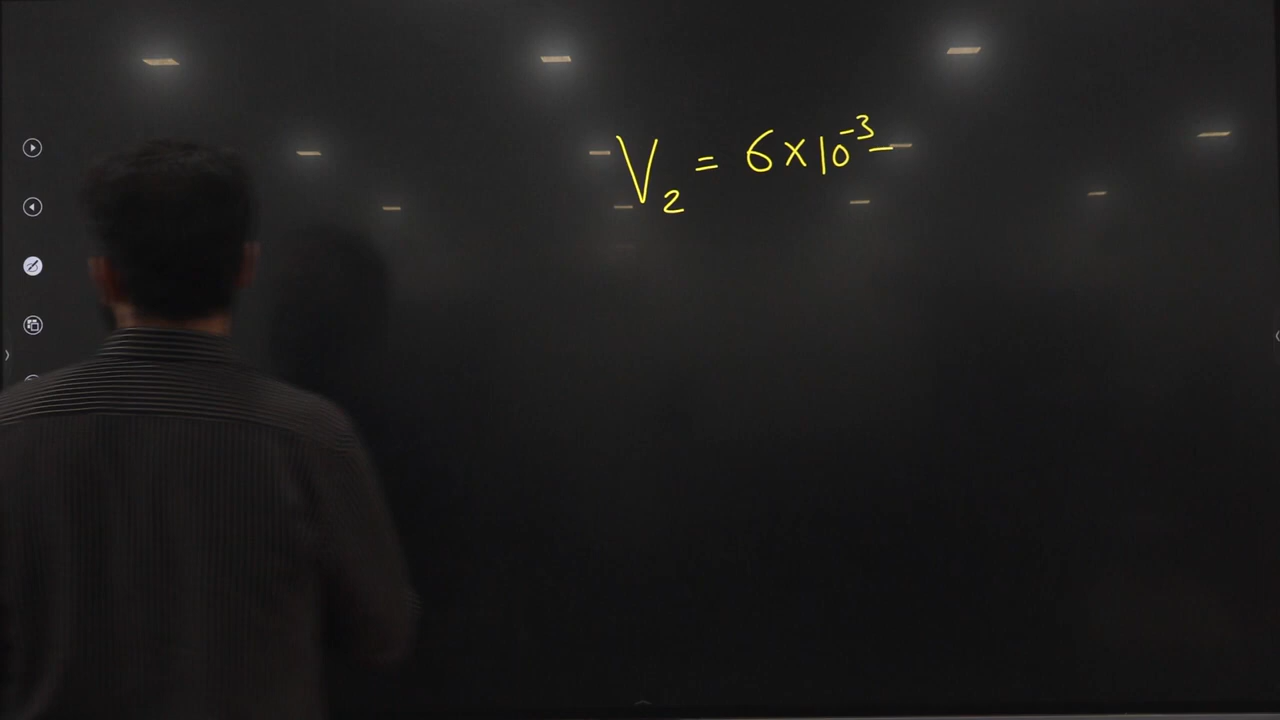 V₂ = 6×10⁻³ –